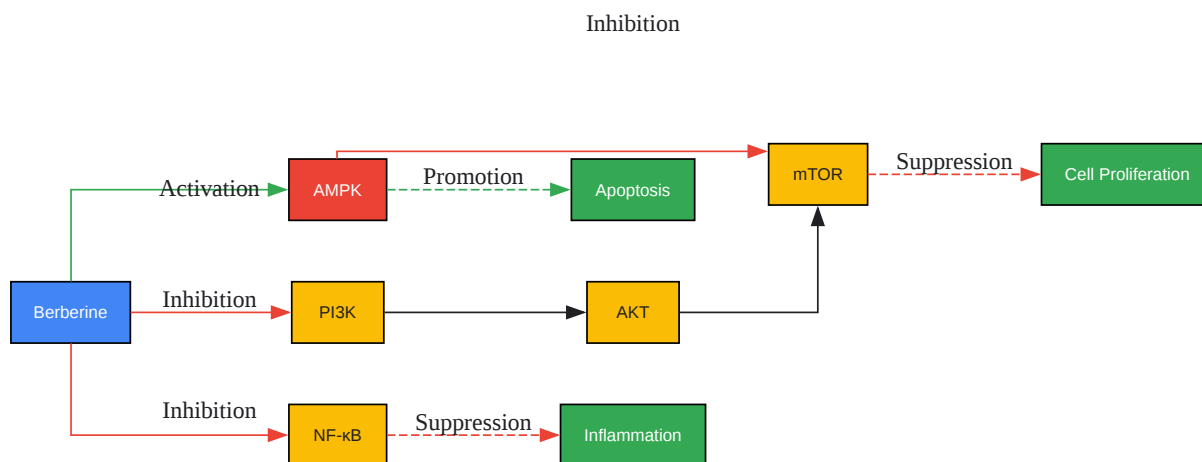 Inhibition
Activation
AMPK
Promotion
Apoptosis
mTOR
Suppression
Cell Proliferation
Berberine
Inhibition
PI3K
AKT
Inhibition
NF-κB
Suppression
Inflammation